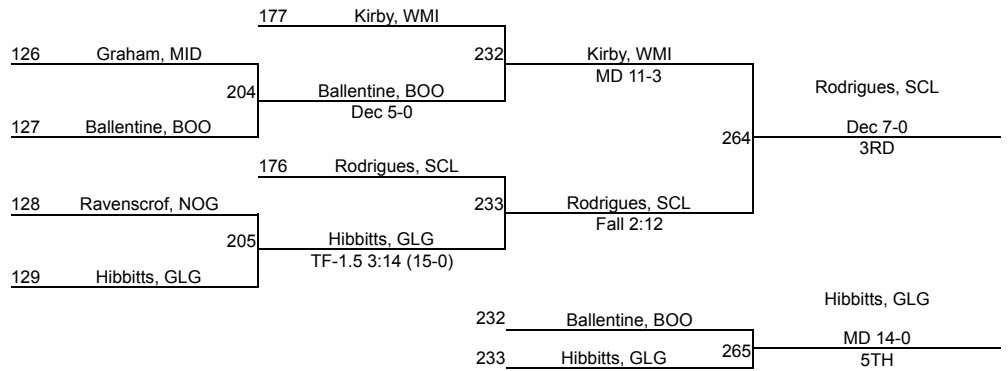 177 Kirby, WMI
126 Graham, MID
232 Kirby, WMI
MD 11-3
204 Ballentine, BOO
Dec 5-0
Rodrigues, SCL
127 Ballentine, BOO
264 Dec 7-0
3RD
176 Rodrigues, SCL
128 Ravenscrof, NOG
233 Rodrigues, SCL
Fall 2:12
205 Hibbitts, GLG
TF-1.5 3:14 (15-0)
129 Hibbitts, GLG
Hibbitts, GLG
232 Ballentine, BOO
265 MD 14-0
5TH
233 Hibbitts, GLG